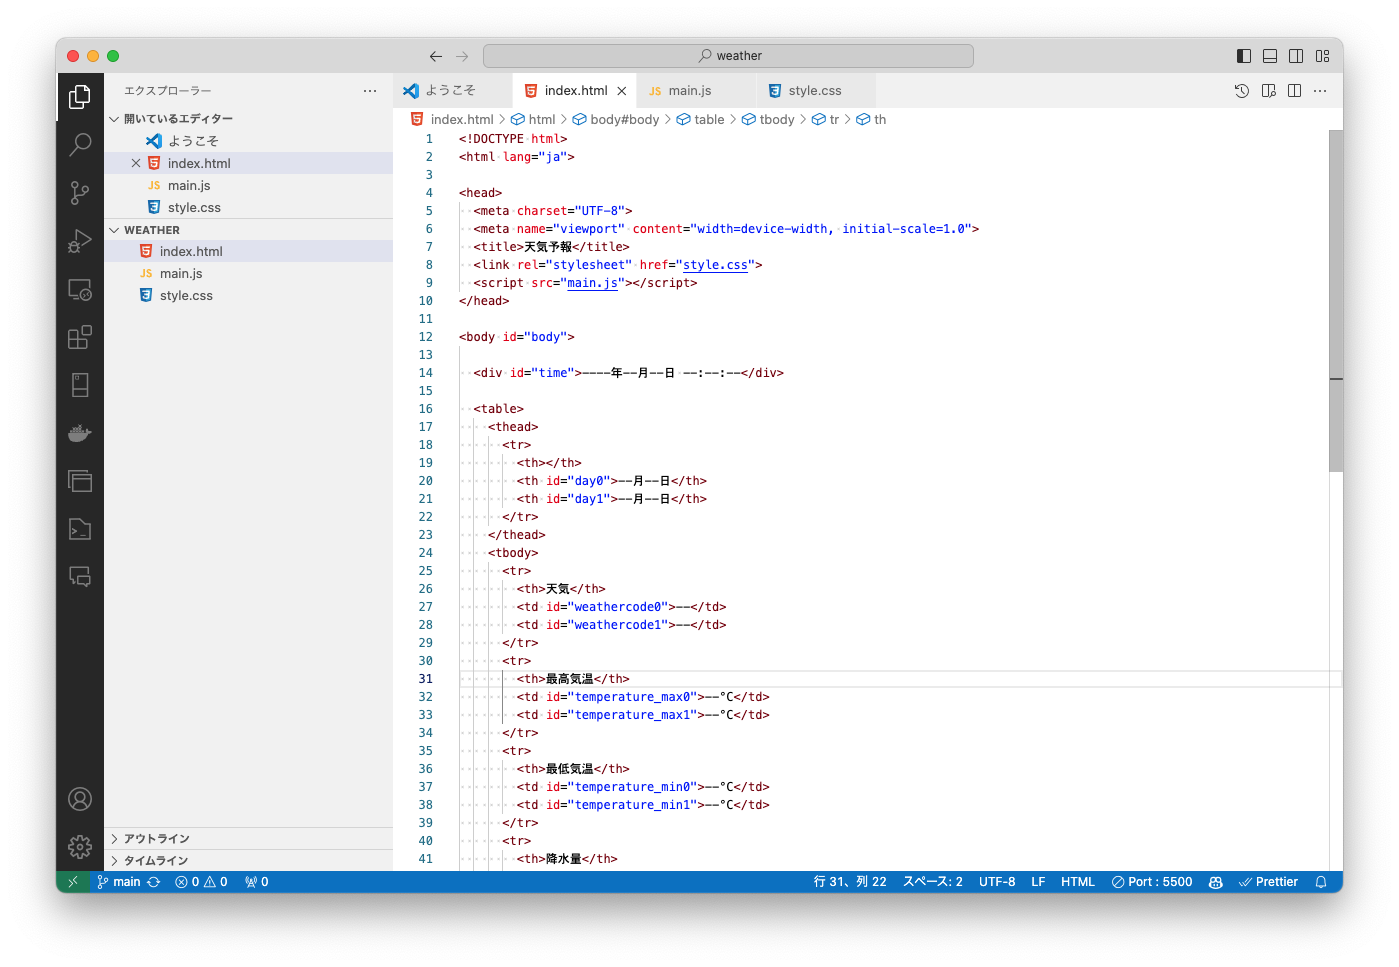 weather
エクスプローラー
開いているエディター
ようこそ
index.html
JS main.js
style.css
WEATHER
index.html
JS main.js
style.css
アウトライン
タイムライン
ようこそ
index.html
JS main.js
style.css
index.html > html > body#body > table > tbody > tr > th
1 <!DOCTYPE html>
2 <html lang="ja">
3
4 <head>
5 <meta charset="UTF-8">
6 <meta name="viewport" content="width=device-width, initial-scale=1.0">
7 <title>天気予報</title>
8 <link rel="stylesheet" href="style.css">
9 <script src="main.js"></script>
10 </head>
11
12 <body id="body">
13
14 <div id="time">----年--月--日 --:--:--</div>
15
16 <table>
17 <thead>
18 <tr>
19 <th></th>
20 <th id="day0">--月--日</th>
21 <th id="day1">--月--日</th>
22 </tr>
23 </thead>
24 <tbody>
25 <tr>
26 <th>天気</th>
27 <td id="weathercode0">--</td>
28 <td id="weathercode1">--</td>
29 </tr>
30 <tr>
31 <th>最高気温</th>
32 <td id="temperature_max0">--°C</td>
33 <td id="temperature_max1">--°C</td>
34 </tr>
35 <tr>
36 <th>最低気温</th>
37 <td id="temperature_min0">--°C</td>
38 <td id="temperature_min1">--°C</td>
39 </tr>
40 <tr>
41 <th>降水量</th>
main 0 0 0 行 31、列 22 スペース: 2 UTF-8 LF HTML Port : 5500 Prettier